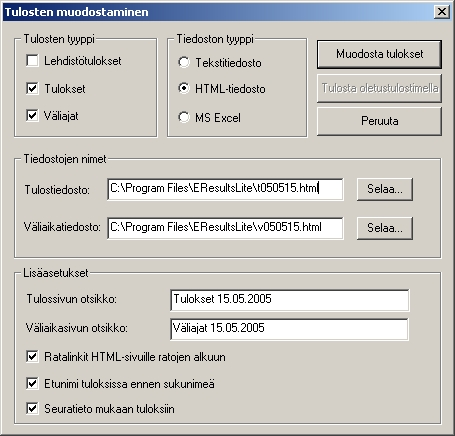 Tulosten muodostaminen
Tulosten tyyppi
Lehdistötulokset
Tulokset
Väliajat
Tiedoston tyyppi
Tekstitiedosto
HTML-tiedosto
MS Excel
Muodosta tulokset
Tulosta oletustulostimella
Peruuta
Tiedostojen nimet
Tulostiedosto: C:\Program Files\EResultsLite\t050515.html Selaa...
Väliaikatiedosto: C:\Program Files\EResultsLite\v050515.html Selaa...
Lisäasetukset
Tulossivun otsikko: Tulokset 15.05.2005
Väliaikasivun otsikko: Väliajat 15.05.2005
Ratalinkit HTML-sivuille ratojen alkuun
Etunimi tuloksissa ennen sukunimeä
Seuratieto mukaan tuloksiin